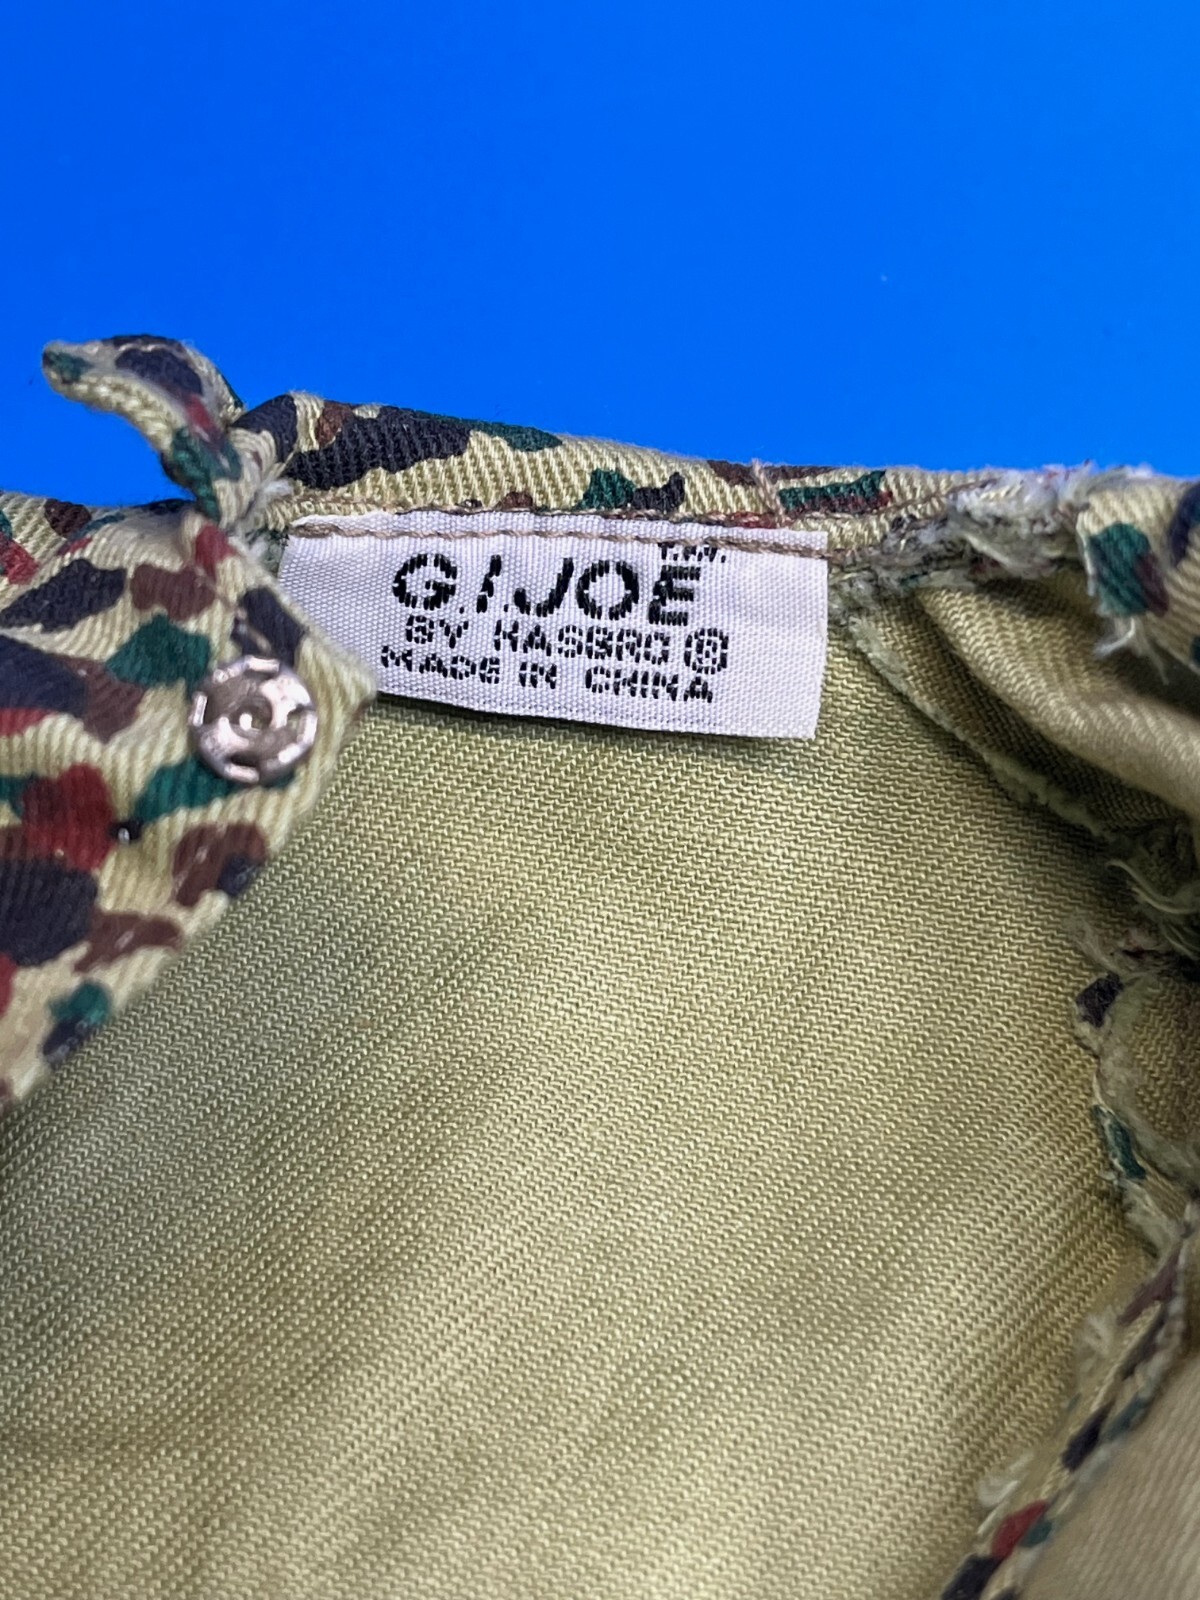 T.M.
G.I.JOE
BY HASBRO ®
MADE IN CHINA